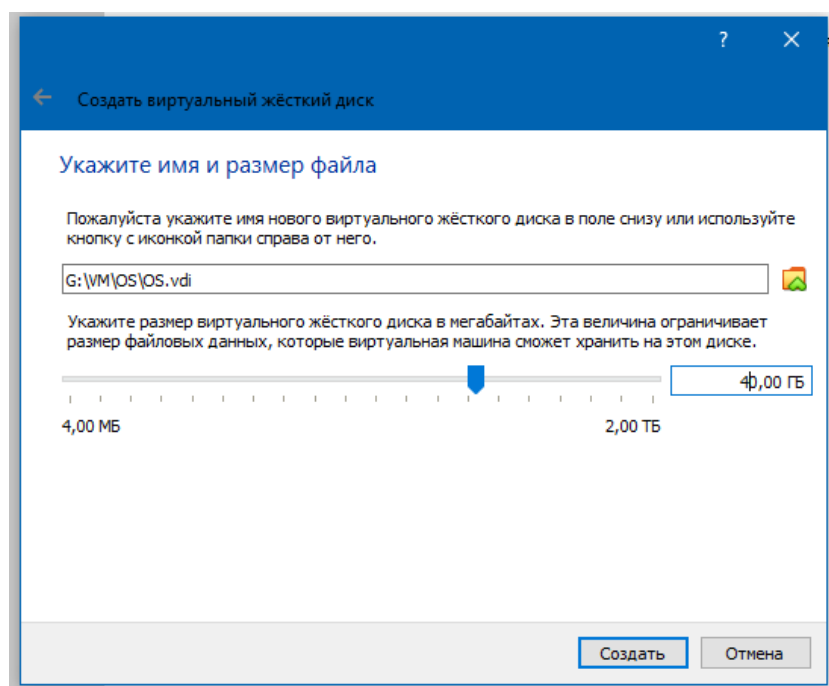 ?
Создать виртуальный жёсткий диск
Укажите имя и размер файла
Пожалуйста укажите имя нового виртуального жёсткого диска в поле снизу или используйте
кнопку с иконкой папки справа от него.
G:\VM\OS\OS.vdi
Укажите размер виртуального жёсткого диска в мегабайтах. Эта величина ограничивает
размер файловых данных, которые виртуальная машина сможет хранить на этом диске.
40,00 ГБ
4,00 МБ 2,00 ТБ
Создать Отмена